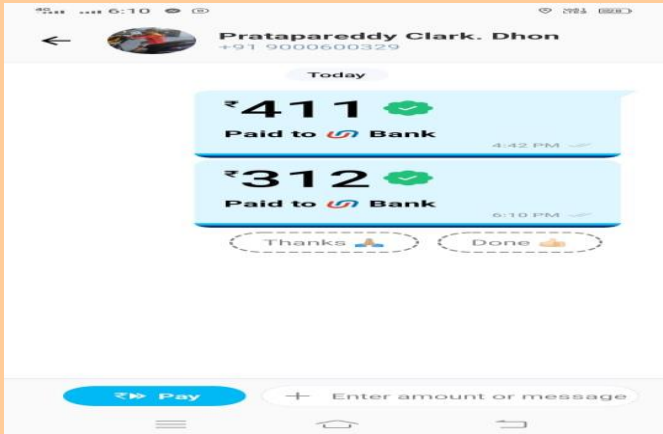 6:10
Pratapareddy Clark. Dhon
+91 9000600329
Today
₹411
Paid to Bank
4:42 PM
₹312
Paid to Bank
6:10 PM
Thanks 🙏 Done 👍
₹ Pay + Enter amount or message